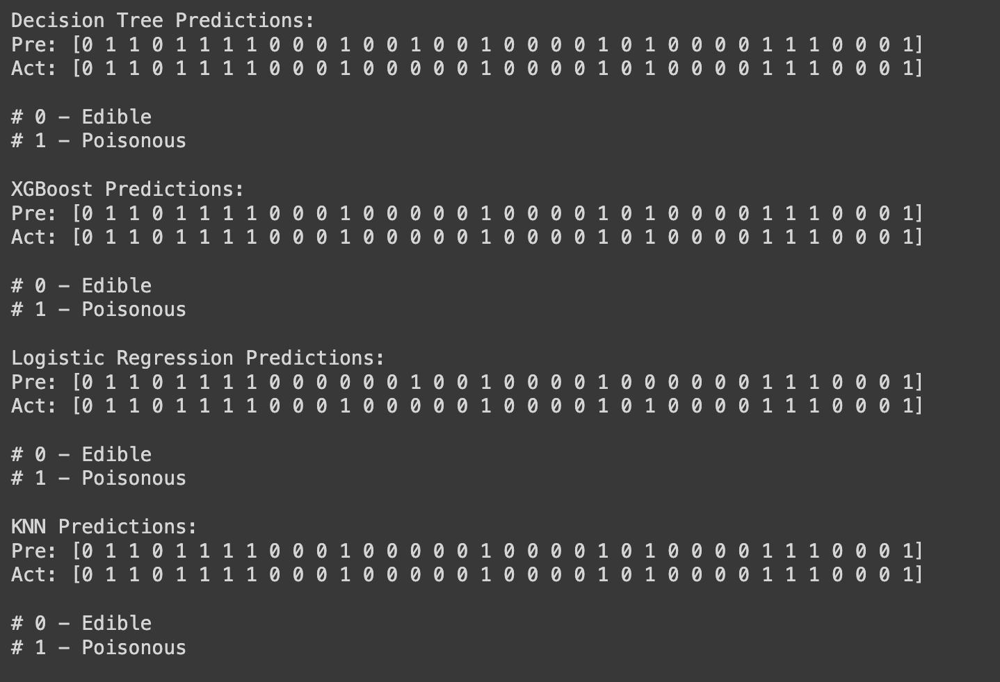 Decision Tree Predictions:
Pre: [0 1 1 0 1 1 1 1 0 0 0 1 0 0 1 0 0 1 0 0 0 0 1 0 1 0 0 0 0 1 1 1 0 0 0 1]
Act: [0 1 1 0 1 1 1 1 0 0 0 1 0 0 0 0 0 1 0 0 0 0 1 0 1 0 0 0 0 1 1 1 0 0 0 1]
# 0 – Edible
# 1 – Poisonous
XGBoost Predictions:
Pre: [0 1 1 0 1 1 1 1 0 0 0 1 0 0 0 0 0 1 0 0 0 0 1 0 1 0 0 0 0 1 1 1 0 0 0 1]
Act: [0 1 1 0 1 1 1 1 0 0 0 1 0 0 0 0 0 1 0 0 0 0 1 0 1 0 0 0 0 1 1 1 0 0 0 1]
# 0 – Edible
# 1 – Poisonous
Logistic Regression Predictions:
Pre: [0 1 1 0 1 1 1 1 0 0 0 0 0 0 1 0 0 1 0 0 0 0 1 0 0 0 0 0 0 1 1 1 0 0 0 1]
Act: [0 1 1 0 1 1 1 1 0 0 0 1 0 0 0 0 0 1 0 0 0 0 1 0 1 0 0 0 0 1 1 1 0 0 0 1]
# 0 – Edible
# 1 – Poisonous
KNN Predictions:
Pre: [0 1 1 0 1 1 1 1 0 0 0 1 0 0 0 0 0 1 0 0 0 0 1 0 1 0 0 0 0 1 1 1 0 0 0 1]
Act: [0 1 1 0 1 1 1 1 0 0 0 1 0 0 0 0 0 1 0 0 0 0 1 0 1 0 0 0 0 1 1 1 0 0 0 1]
# 0 – Edible
# 1 – Poisonous